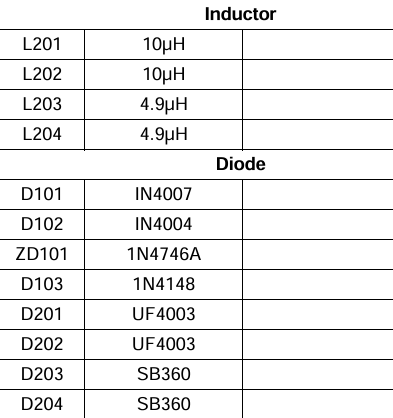 Inductor
L201 10µH
L202 10µH
L203 4.9µH
L204 4.9µH
Diode
D101 IN4007
D102 IN4004
ZD101 1N4746A
D103 1N4148
D201 UF4003
D202 UF4003
D203 SB360
D204 SB360